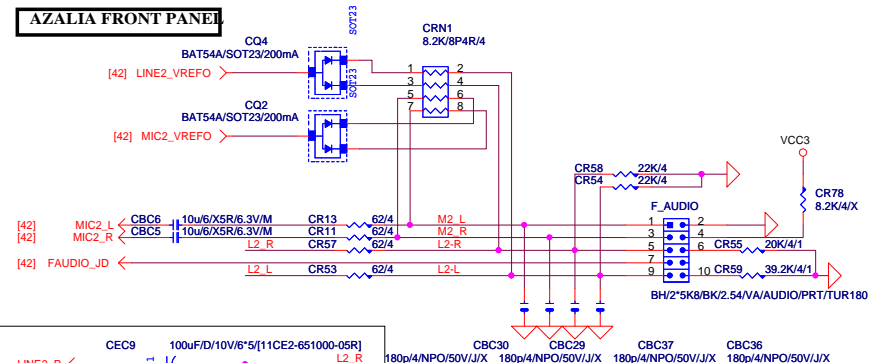 AZALIA FRONT PANEL
SOT23
CQ4
BAT54A/SOT23/200mA
CRN1
8.2K/8P4R/4
[42] LINE2_VREFO
1 2
3 4
5 6
7 8
SOT23
CQ2
BAT54A/SOT23/200mA
[42] MIC2_VREFO
VCC3
CR58 22K/4
CR54 22K/4
CR78
8.2K/4/X
F_AUDIO
[42] MIC2_L CBC6 10u/6/X5R/6.3V/M CR13 62/4 M2_L 1 2
[42] MIC2_R CBC5 10u/6/X5R/6.3V/M CR11 62/4 M2_R 3 4
L2_R CR57 62/4 L2-R 5 6 CR55 20K/4/1
[42] FAUDIO_JD 7
L2_L CR53 62/4 L2-L 9 10 CR59 39.2K/4/1
BH/2*5K8/BK/2.54/VA/AUDIO/PRT/TUR180
CEC9 100uF/D/10V/6*5/[11CE2-651000-05R]
CBC30 CBC29 CBC37 CBC36
L2_R
180p/4/NPO/50V/J/X 180p/4/NPO/50V/J/X 180p/4/NPO/50V/J/X 180p/4/NPO/50V/J/X